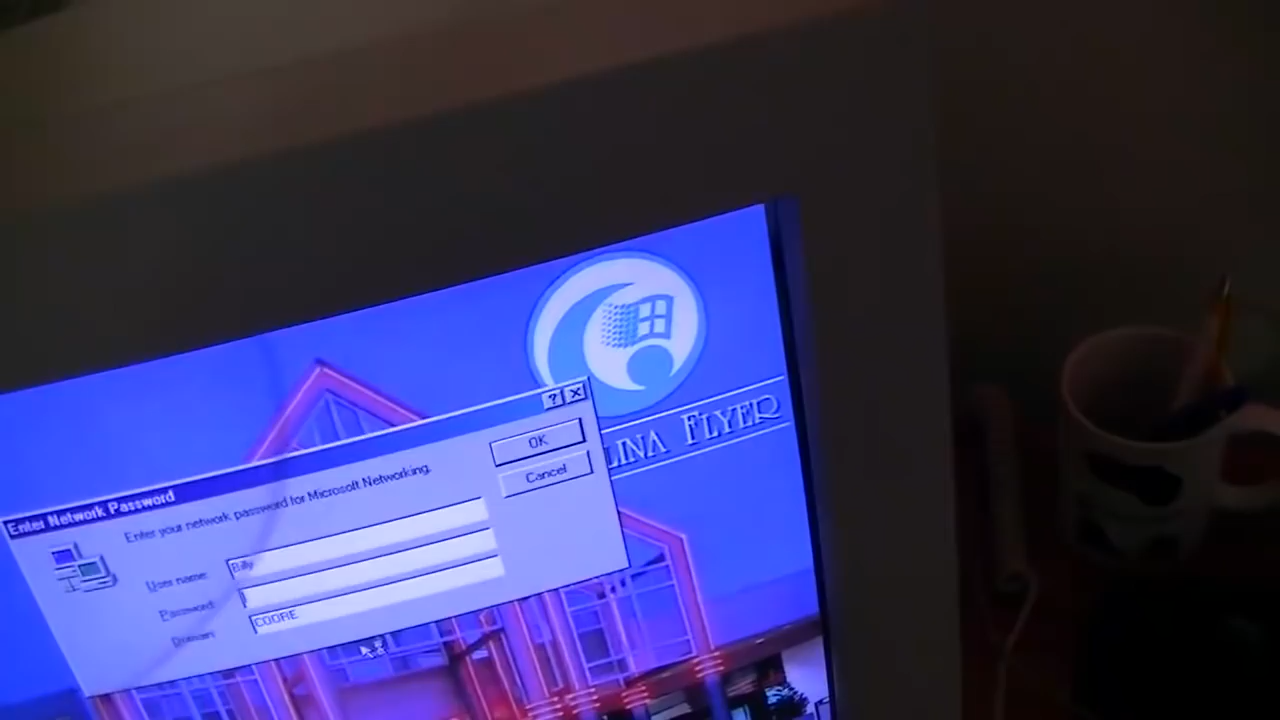 LINA FLYER
Enter Network Password
? X
Enter your network password for Microsoft Networking.
OK
Cancel
User name: Billy
Password:
Domain: COORIE